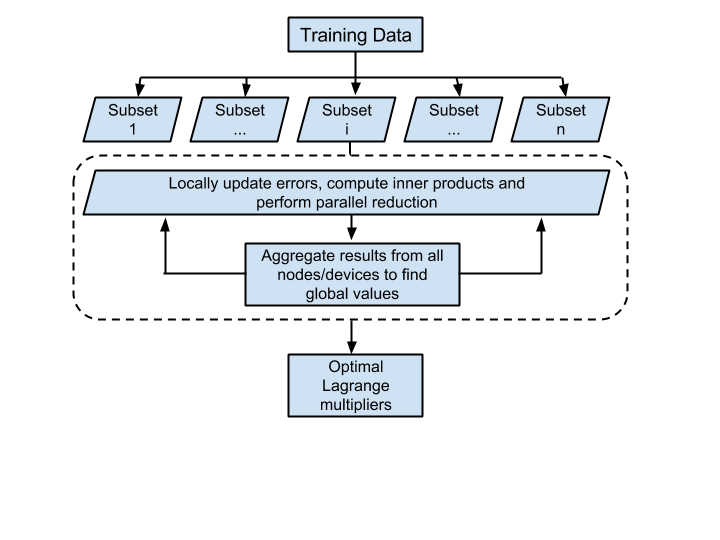 Training Data
Subset
1
Subset
...
Subset
i
Subset
...
Subset
n
Locally update errors, compute inner products and
perform parallel reduction
Aggregate results from all
nodes/devices to find
global values
Optimal
Lagrange
multipliers